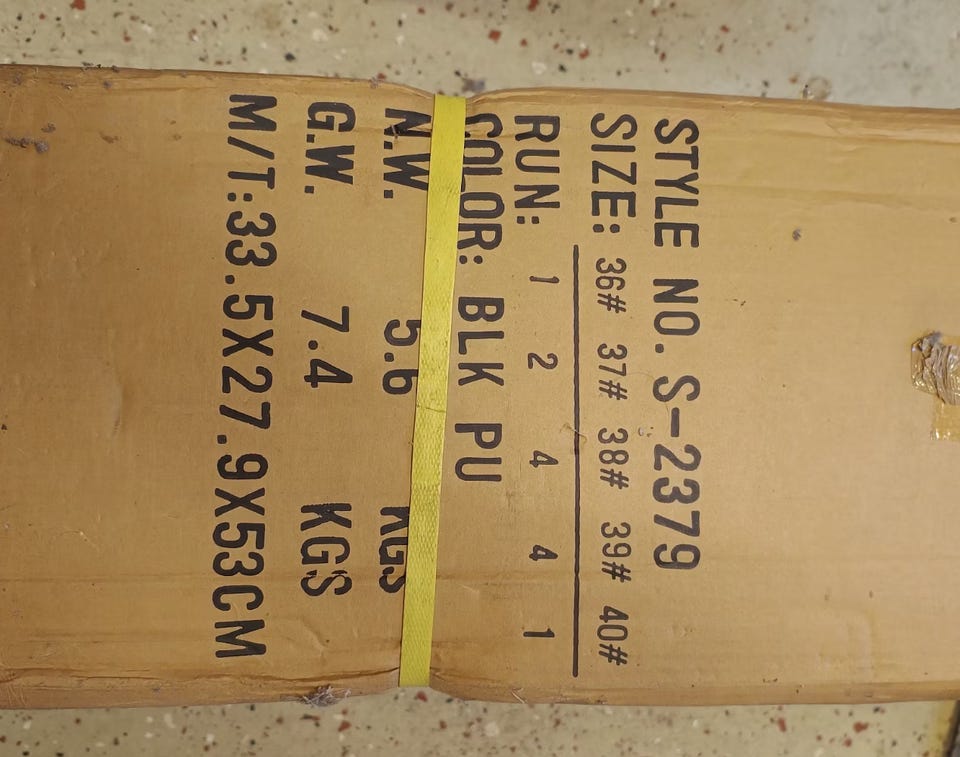 STYLE NO. S-2379
SIZE: 36# 37# 38# 39# 40#
RUN: 1 2 4 4 1
COLOR: BLK PU
N.W. 5.6 KGS
G.W. 7.4 KGS
M/T:33.5X27.9X53CM